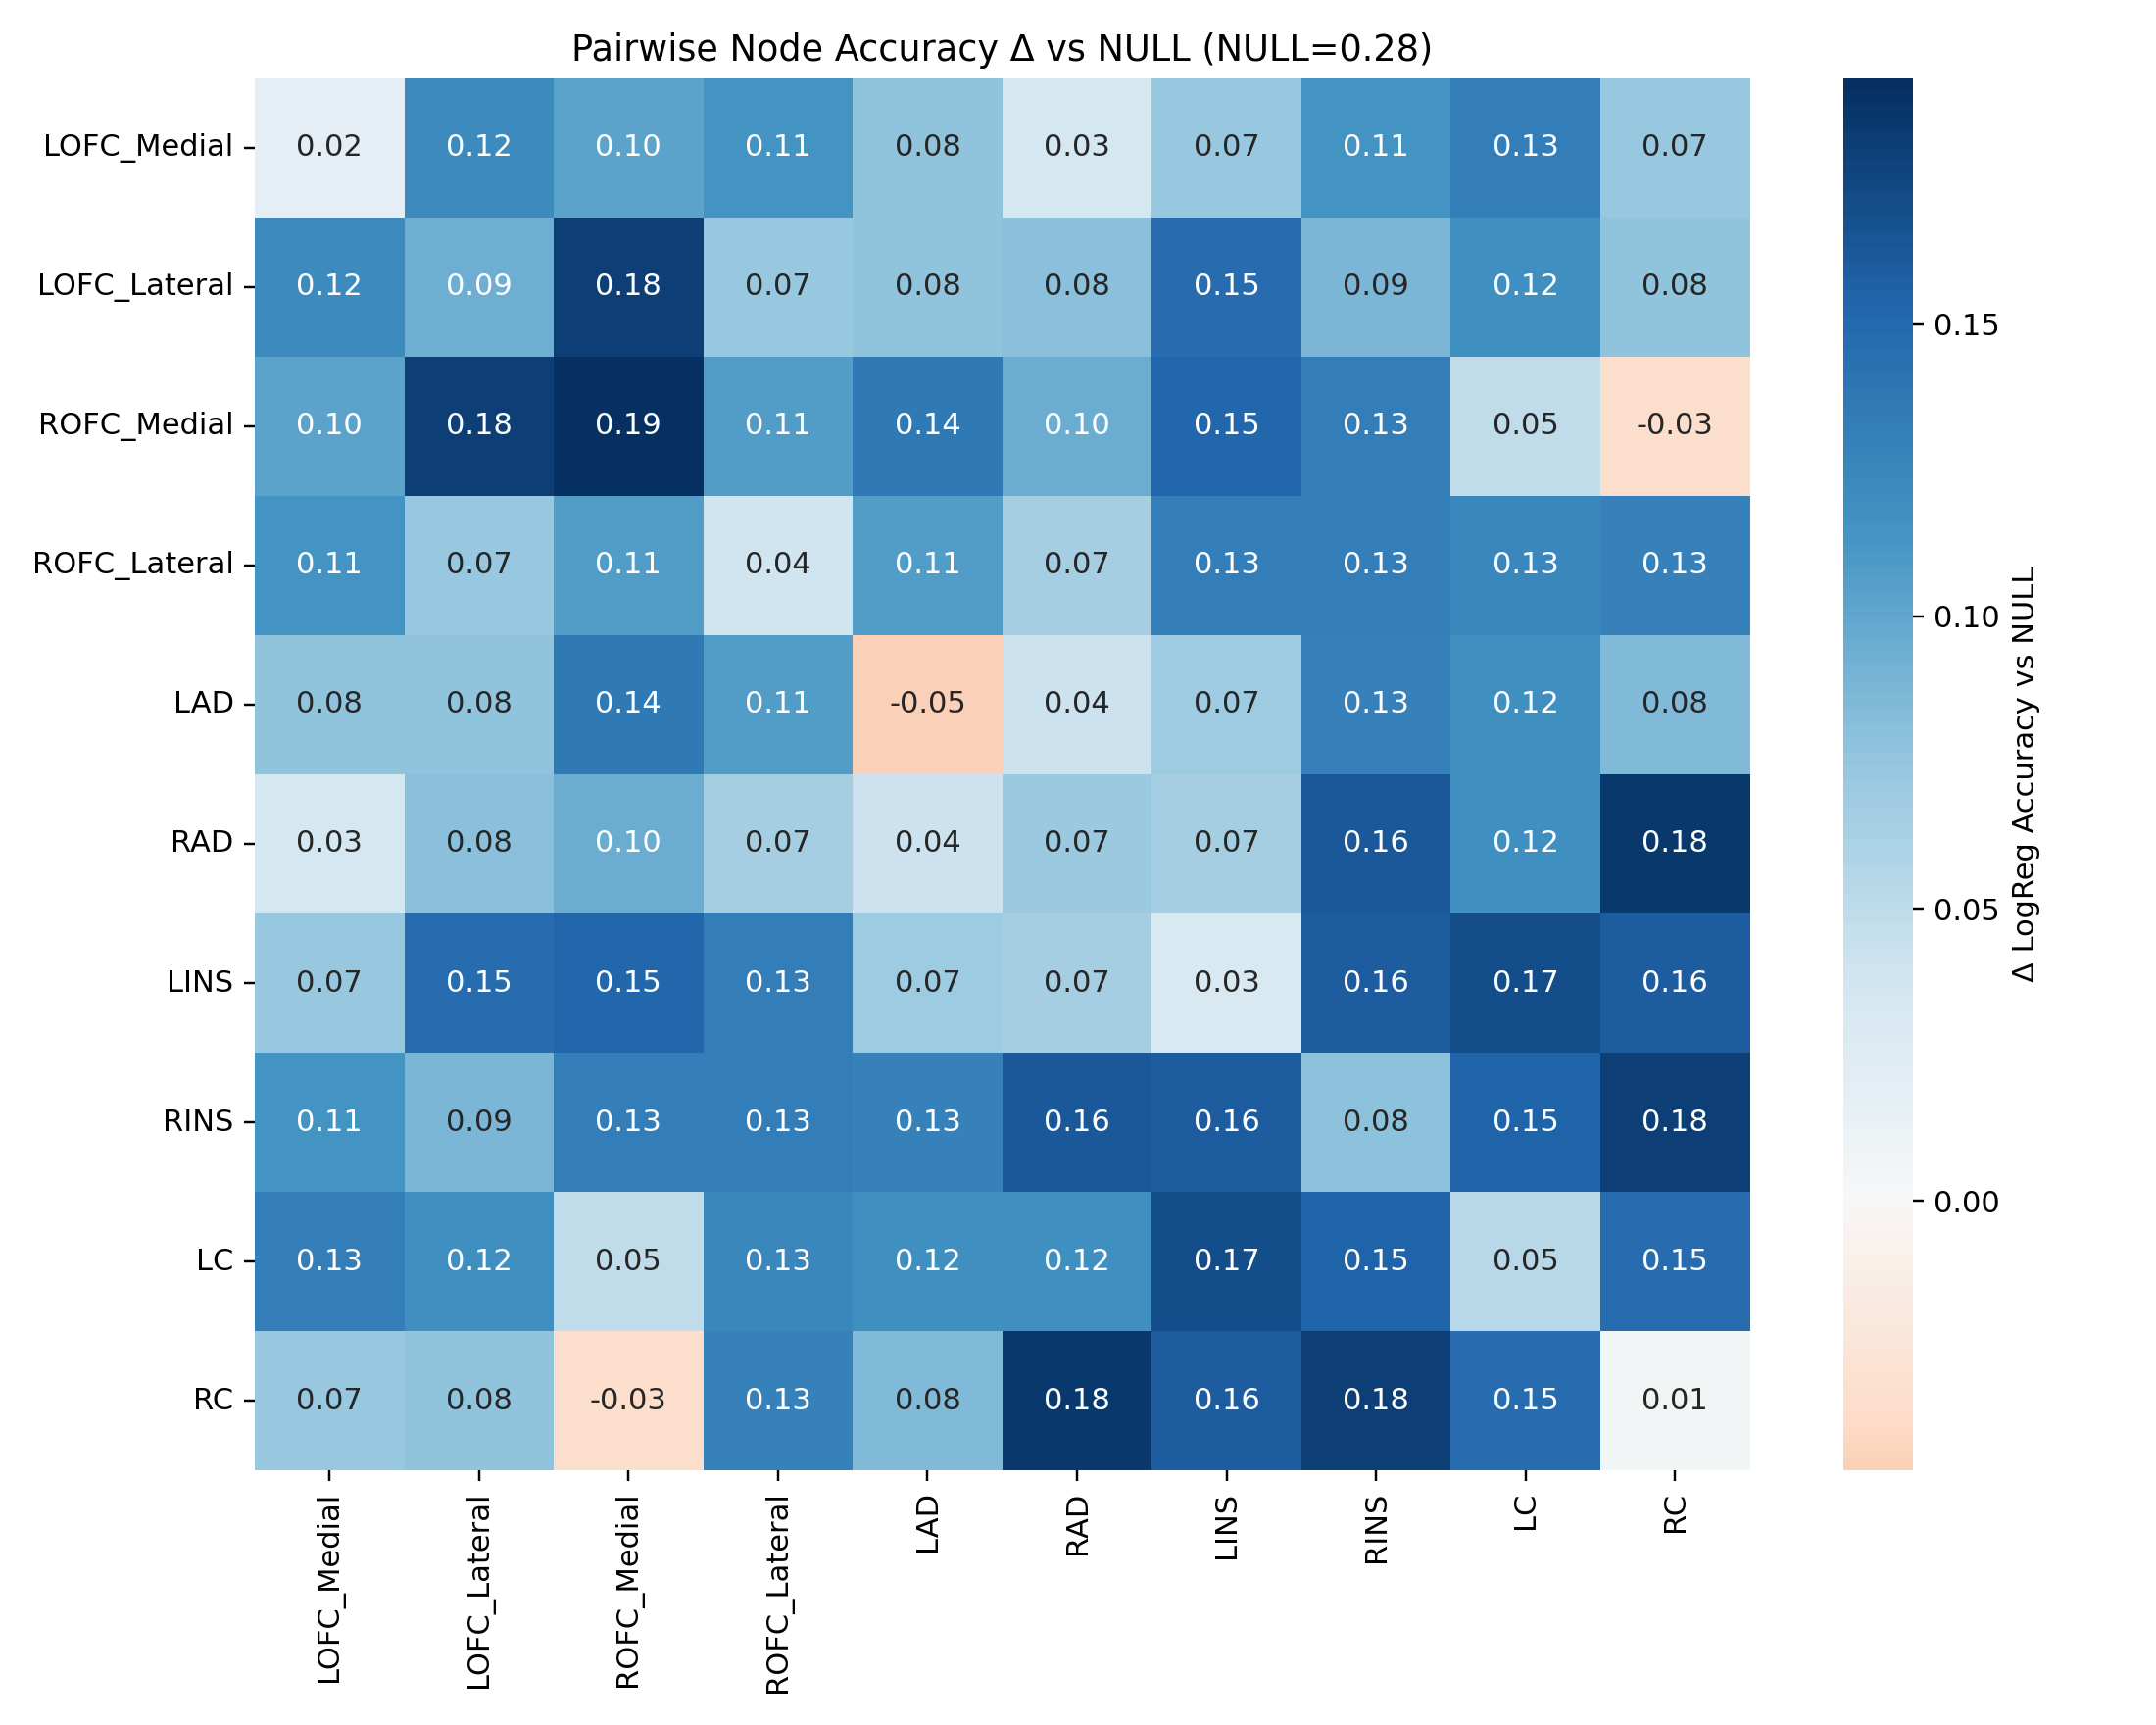 Pairwise Node Accuracy Δ vs NULL (NULL=0.28)
LOFC_Medial 0.02 0.12 0.10 0.11 0.08 0.03 0.07 0.11 0.13 0.07
LOFC_Lateral 0.12 0.09 0.18 0.07 0.08 0.08 0.15 0.09 0.12 0.08
ROFC_Medial 0.10 0.18 0.19 0.11 0.14 0.10 0.15 0.13 0.05 -0.03
ROFC_Lateral 0.11 0.07 0.11 0.04 0.11 0.07 0.13 0.13 0.13 0.13
LAD 0.08 0.08 0.14 0.11 -0.05 0.04 0.07 0.13 0.12 0.08
RAD 0.03 0.08 0.10 0.07 0.04 0.07 0.07 0.16 0.12 0.18
LINS 0.07 0.15 0.15 0.13 0.07 0.07 0.03 0.16 0.17 0.16
RINS 0.11 0.09 0.13 0.13 0.13 0.16 0.16 0.08 0.15 0.18
LC 0.13 0.12 0.05 0.13 0.12 0.12 0.17 0.15 0.05 0.15
RC 0.07 0.08 -0.03 0.13 0.08 0.18 0.16 0.18 0.15 0.01
LOFC_Medial
LOFC_Lateral
ROFC_Medial
ROFC_Lateral
LAD
RAD
LINS
RINS
LC
RC
0.15
0.10
0.05
0.00
Δ LogReg Accuracy vs NULL